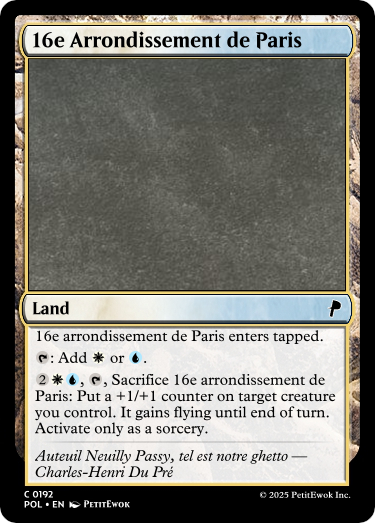 16e Arrondissement de Paris
Land
16e arrondissement de Paris enters tapped.
: Add or .
2 , , Sacrifice 16e arrondissement de
Paris: Put a +1/+1 counter on target creature
you control. It gains flying until end of turn.
Activate only as a sorcery.
Auteuil Neuilly Passy, tel est notre ghetto —
Charles-Henri Du Pré
C 0192
POL • EN PetitEwok
© 2025 PetitEwok Inc.